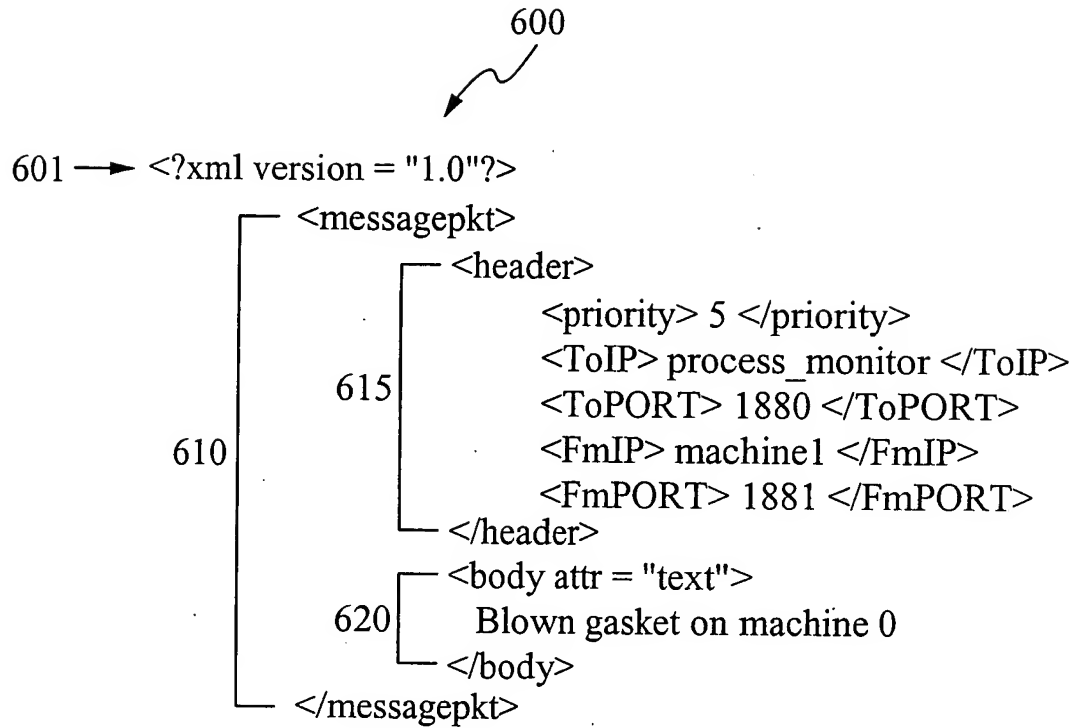 600
601 <?xml version = "1.0"?>
<messagepkt>
<header>
<priority> 5 </priority>
<ToIP> process_monitor </ToIP>
615
<ToPORT> 1880 </ToPORT>
610 <FmIP> machine1 </FmIP>
<FmPORT> 1881 </FmPORT>
</header>
<body attr = "text">
620 Blown gasket on machine 0
</body>
</messagepkt>